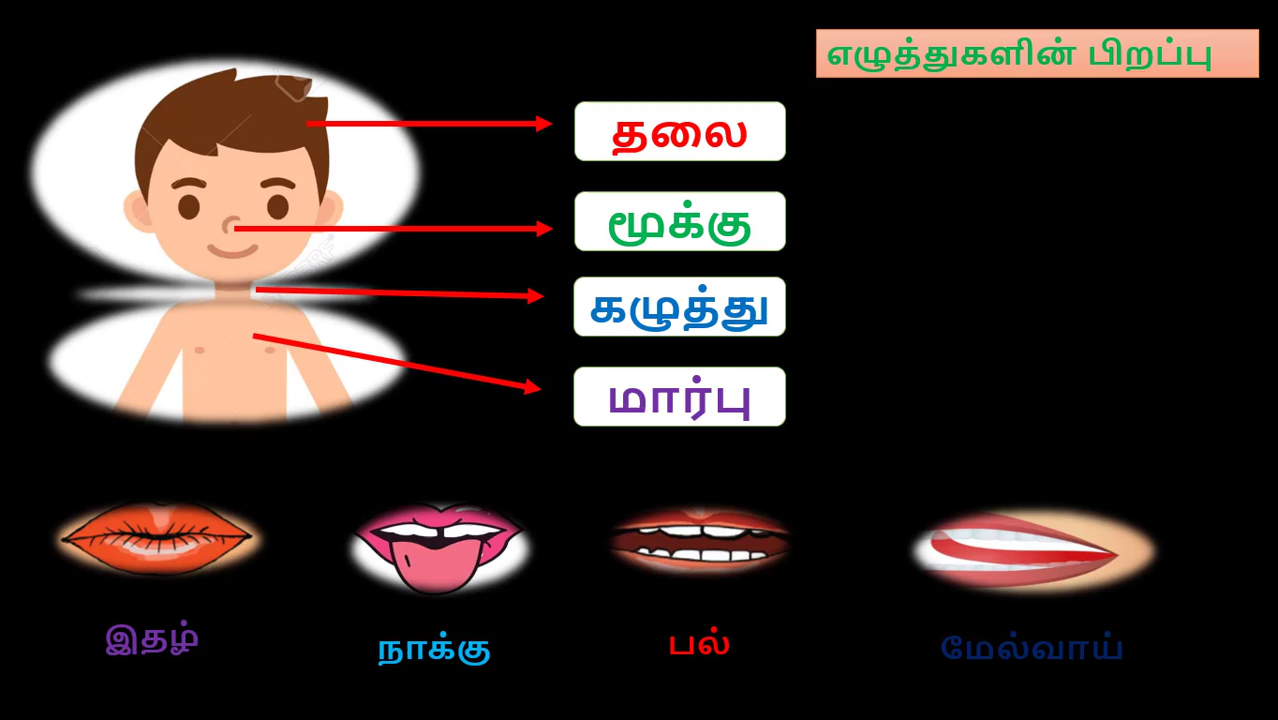 எழுத்துகளின் பிறப்பு
தலை
மூக்கு
கழுத்து
மார்பு
இதழ்
நாக்கு
பல்
மேல்வாய்